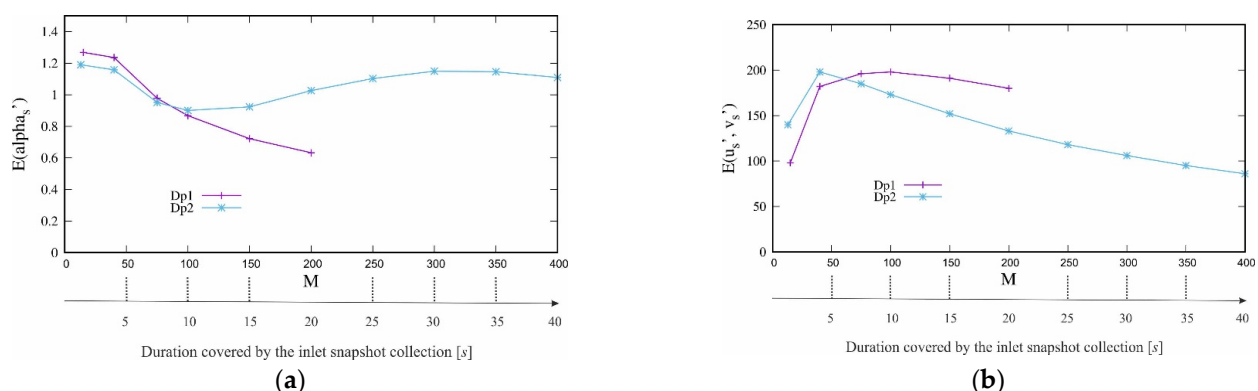 1.4
1.2
1
0.8
0.6
0.4
0.2
0
E(alpha_s')
Dp1
Dp2
0 50 100 150 200 250 300 350 400
M
5 10 15 20 25 30 35 40
Duration covered by the inlet snapshot collection [s]
(a)
250
200
150
100
50
0
E(u_s', v_s')
Dp1
Dp2
0 50 100 150 200 250 300 350 400
M
5 10 15 20 25 30 35 40
Duration covered by the inlet snapshot collection [s]
(b)